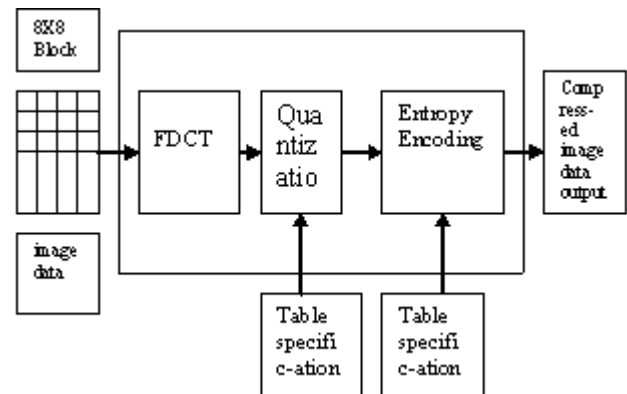 8X8
Block
FDCT
Qua
ntiz
atio
Entropy
Encoding
Comp
ress-
ed
image
data
output
image
data
Table
specifi
c-ation
Table
specifi
c-ation